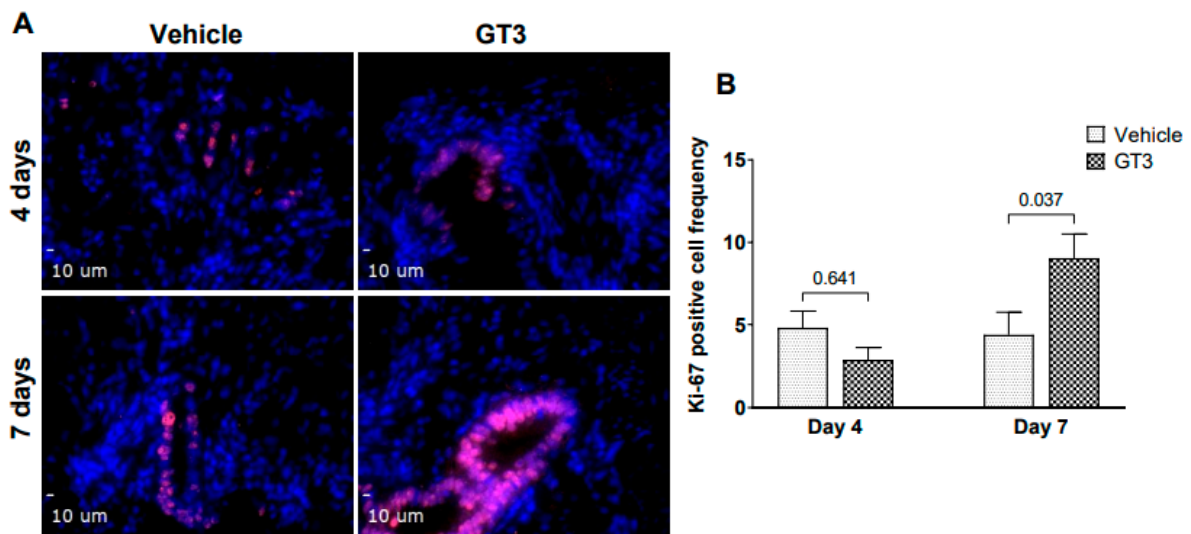 A
Vehicle
GT3
4 days
10 um
10 um
7 days
10 um
10 um
B
Vehicle
GT3
Ki-67 positive cell frequency
15
10
5
0
0.641
0.037
Day 4
Day 7